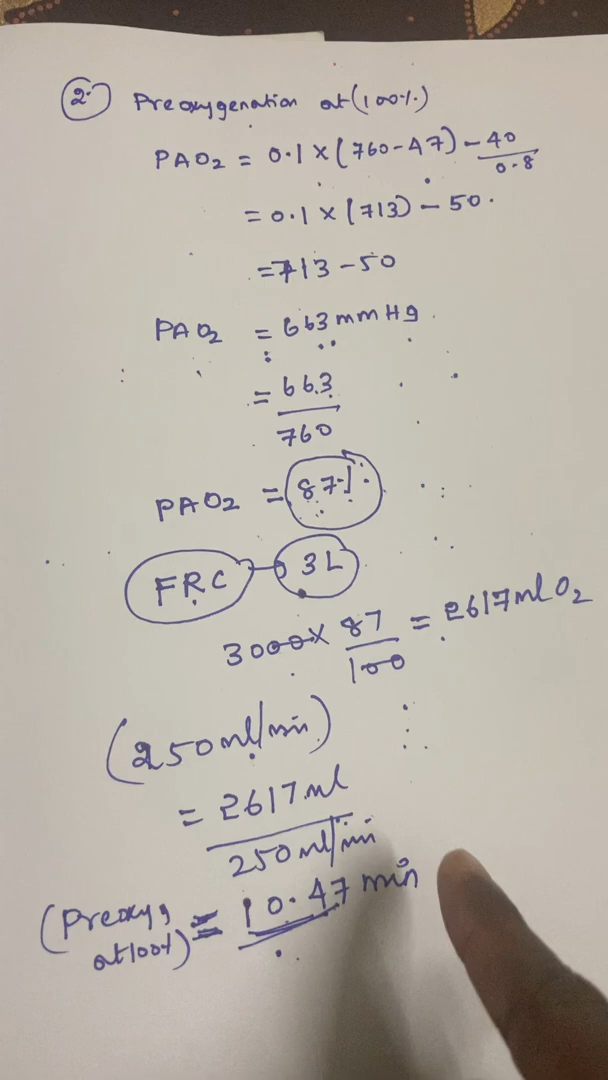 2. Preoxygenation at (100%)
PAO2 = 0.1 × (760-47) - 40/0.8
= 0.1 × (713) - 50.
= 713 - 50
PAO2 = 663 mm Hg
= 663/760
PAO2 = 87%
FRC → 3L
3000 × 87/100 = 2617 ml O2
(250 ml/min)
= 2617 ml
250 ml/min
(Preoxy, at 100%) = 10.47 min